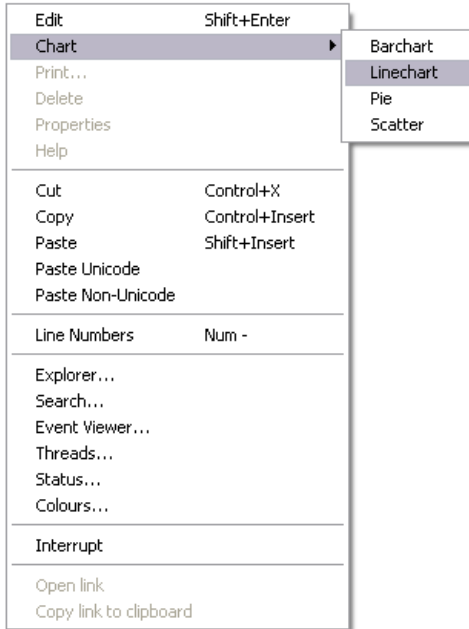 Edit Shift+Enter
Chart
Barchart
Linechart
Pie
Scatter
Print...
Delete
Properties
Help
Cut Control+X
Copy Control+Insert
Paste Shift+Insert
Paste Unicode
Paste Non-Unicode
Line Numbers Num -
Explorer...
Search...
Event Viewer...
Threads...
Status...
Colours...
Interrupt
Open link
Copy link to clipboard